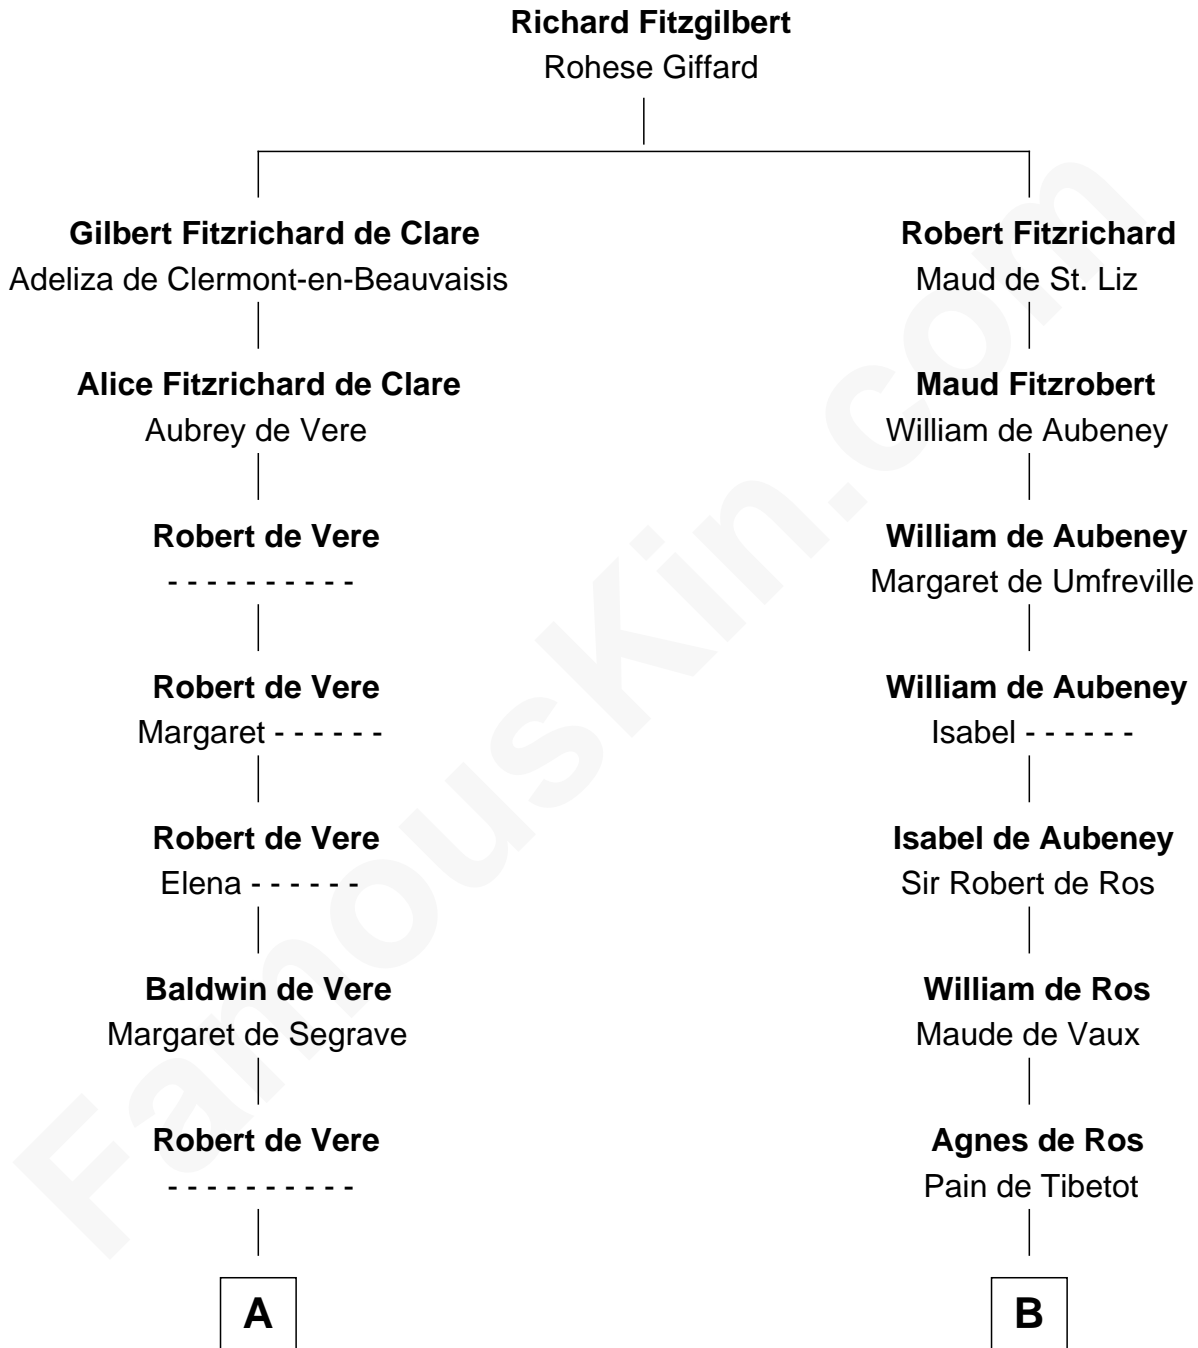 Richard Fitzgilbert
Rohese Giffard
Gilbert Fitzrichard de Clare
Adeliza de Clermont-en-Beauvaisis
Alice Fitzrichard de Clare
Aubrey de Vere
Robert de Vere
- - - - - - - - - -
Robert de Vere
Margaret - - - - - -
Robert de Vere
Elena - - - - - -
Baldwin de Vere
Margaret de Segrave
Robert de Vere
- - - - - - - - - -
A
Robert Fitzrichard
Maud de St. Liz
Maud Fitzrobert
William de Aubeney
William de Aubeney
Margaret de Umfreville
William de Aubeney
Isabel - - - - - -
Isabel de Aubeney
Sir Robert de Ros
William de Ros
Maude de Vaux
Agnes de Ros
Pain de Tibetot
B
FamousKin.com